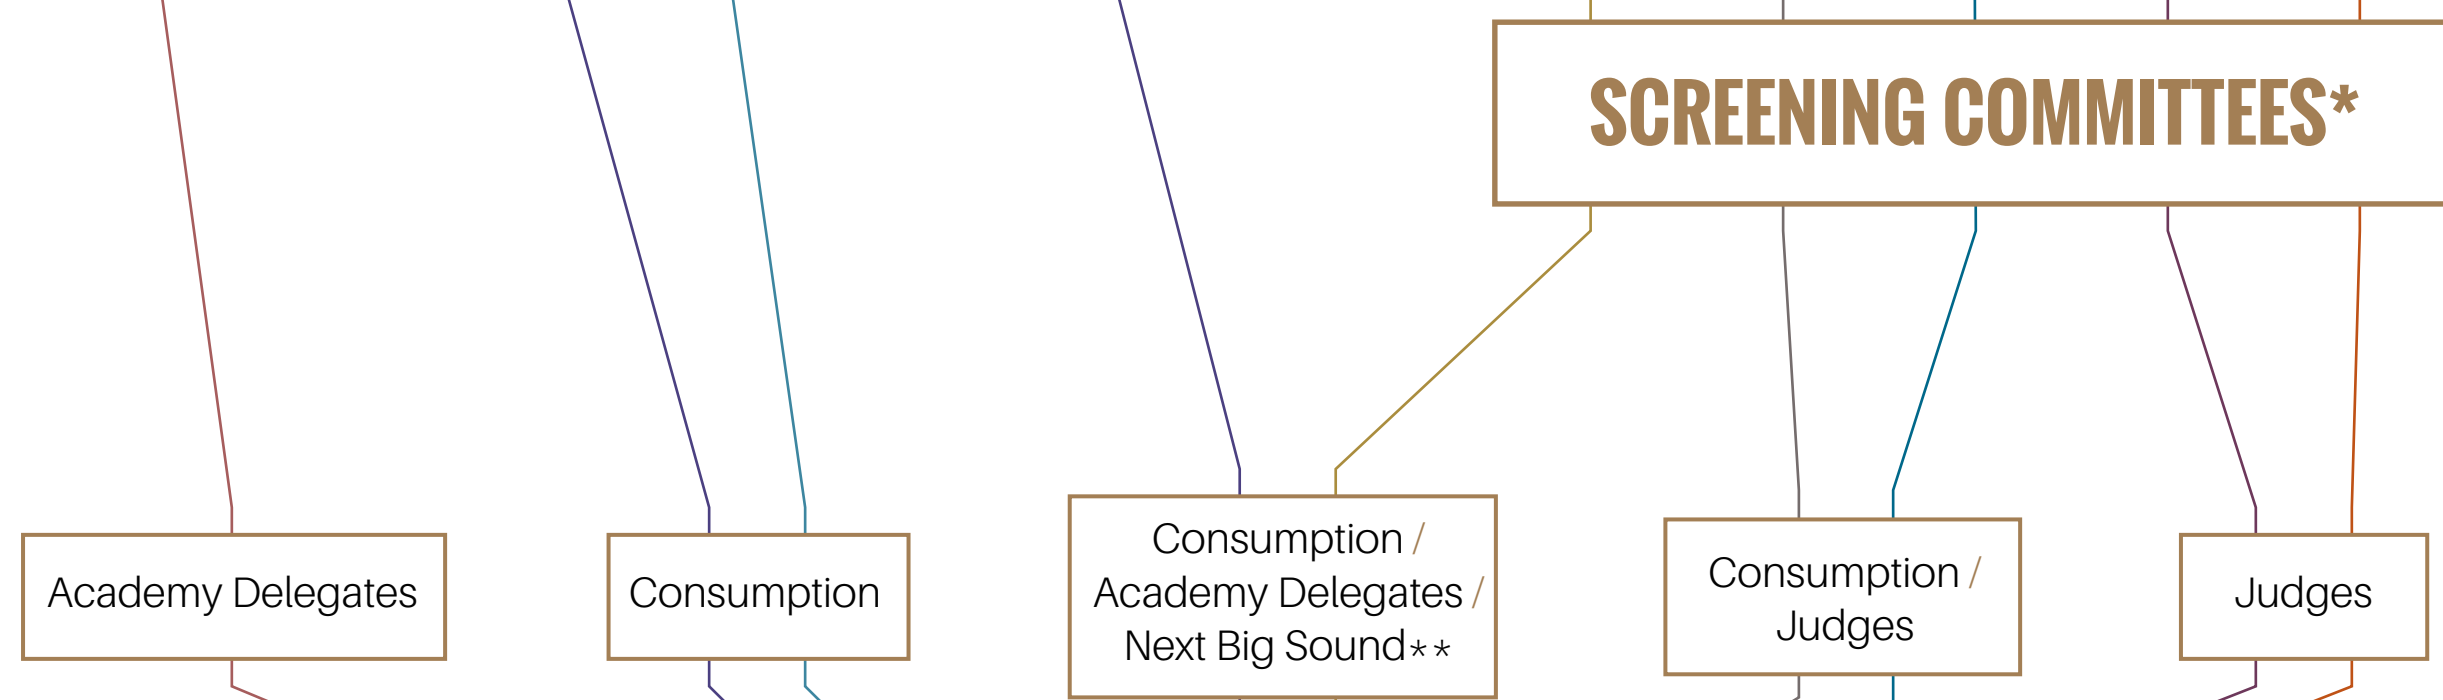 SCREENING COMMITTEES*
Academy Delegates
Consumption
Consumption /
Academy Delegates /
Next Big Sound**
Consumption /
Judges
Judges